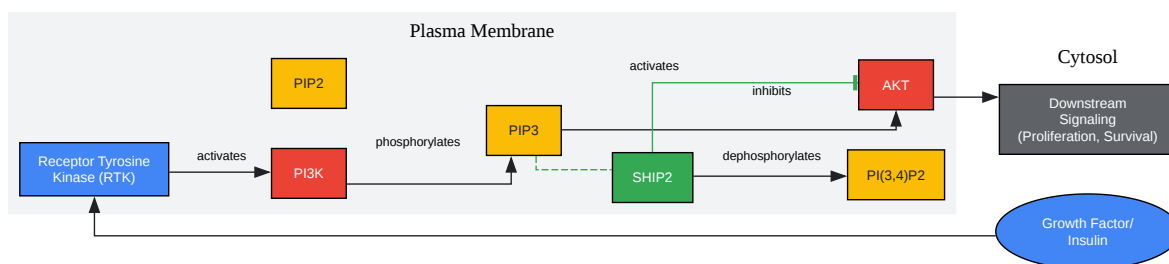 Plasma Membrane
PIP2
activates
AKT
Cytosol
inhibits
Downstream
Signaling
(Proliferation, Survival)
PIP3
phosphorylates
Receptor Tyrosine
Kinase (RTK)
activates
PI3K
dephosphorylates
SHIP2
PI(3,4)P2
Growth Factor/
Insulin